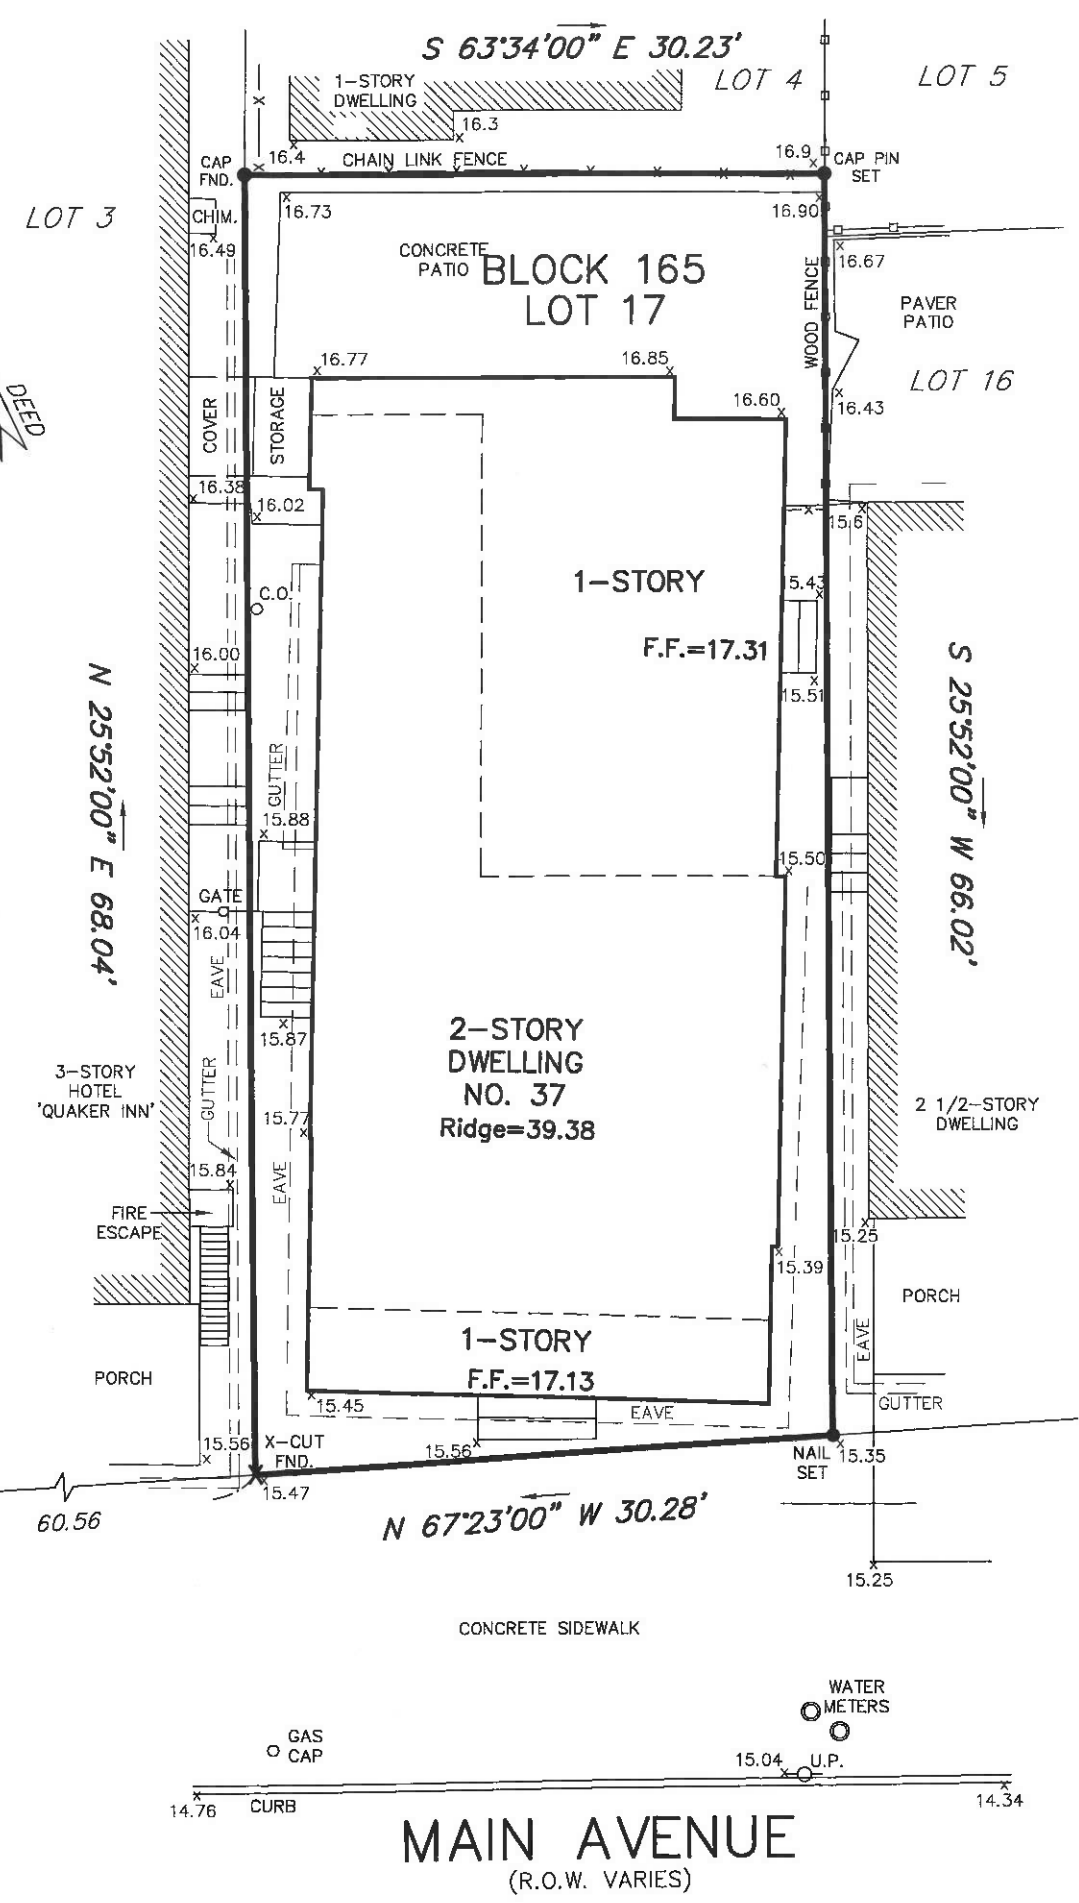 S 63°34'00" E 30.23'
LOT 4
LOT 5
1-STORY
DWELLING
16.3
16.4
CHAIN LINK FENCE
16.9
CAP
FND.
CAP PIN
SET
LOT 3
CHIM.
16.49
16.73
16.90
CONCRETE
PATIO
BLOCK 165
LOT 17
WOOD FENCE
16.67
PAVER
PATIO
LOT 16
16.77
16.85
16.60
16.43
DEED
COVER
STORAGE
16.38
16.02
15.6
1-STORY
5.43
C.O.
F.F.=17.31
16.00
15.51
N 25°52'00" E 68.04'
S 25°52'00" W 66.02'
GUTTER
15.88
15.50
GATE
16.04
EAVE
15.87
2-STORY
DWELLING
NO. 37
Ridge=39.38
3-STORY
HOTEL
'QUAKER INN'
GUTTER
15.77
2 1/2-STORY
DWELLING
15.84
EAVE
FIRE
ESCAPE
15.25
15.39
PORCH
1-STORY
F.F.=17.13
EAVE
PORCH
15.45
EAVE
GUTTER
15.56
X-CUT
FND.
15.56
NAIL
SET
15.35
15.47
60.56
N 67°23'00" W 30.28'
15.25
CONCRETE SIDEWALK
WATER
METERS
GAS
CAP
15.04
U.P.
14.76
CURB
14.34
MAIN AVENUE
(R.O.W. VARIES)